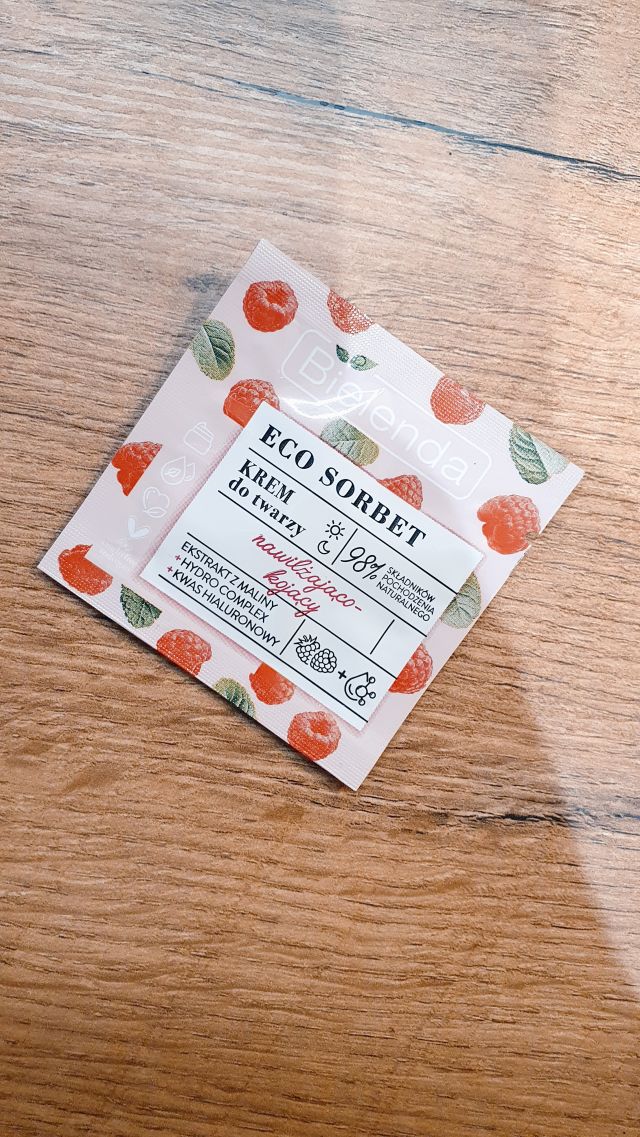 Bielenda
ECO SORBET
KREM
do twarzy
98%
SKŁADNIKÓW
POCHODZENIA
NATURALNEGO
nawilżająco-
kojący
EKSTRAKT Z MALINY
+HYDRO COMPLEX
+KWAS HIALURONOWY
+